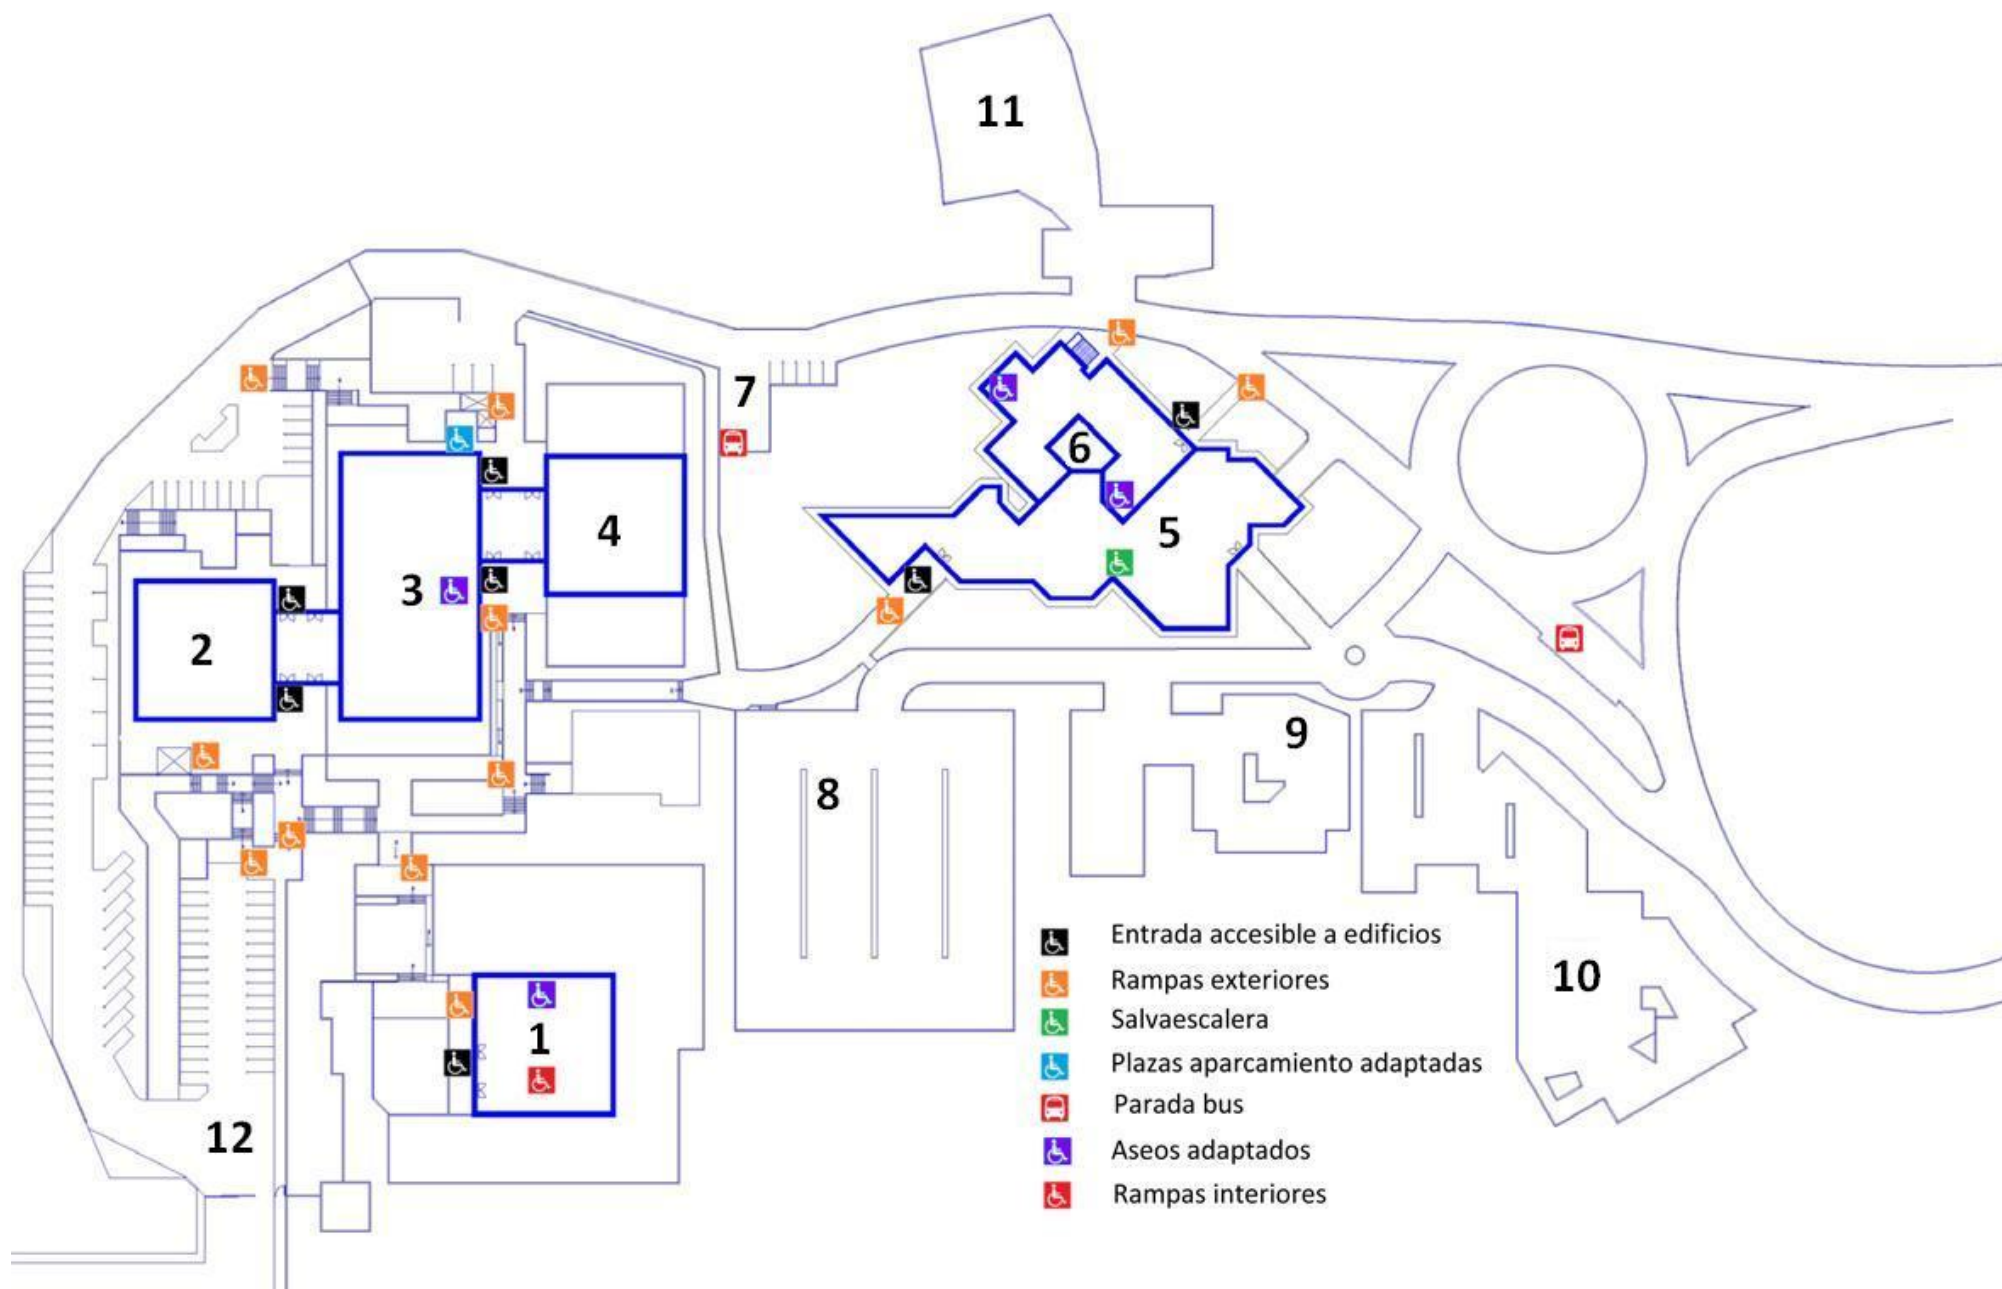 11
7
6
4
5
3
2
9
8
10
1
12
Entrada accesible a edificios
Rampas exteriores
Salvaescalera
Plazas aparcamiento adaptadas
Parada bus
Aseos adaptados
Rampas interiores